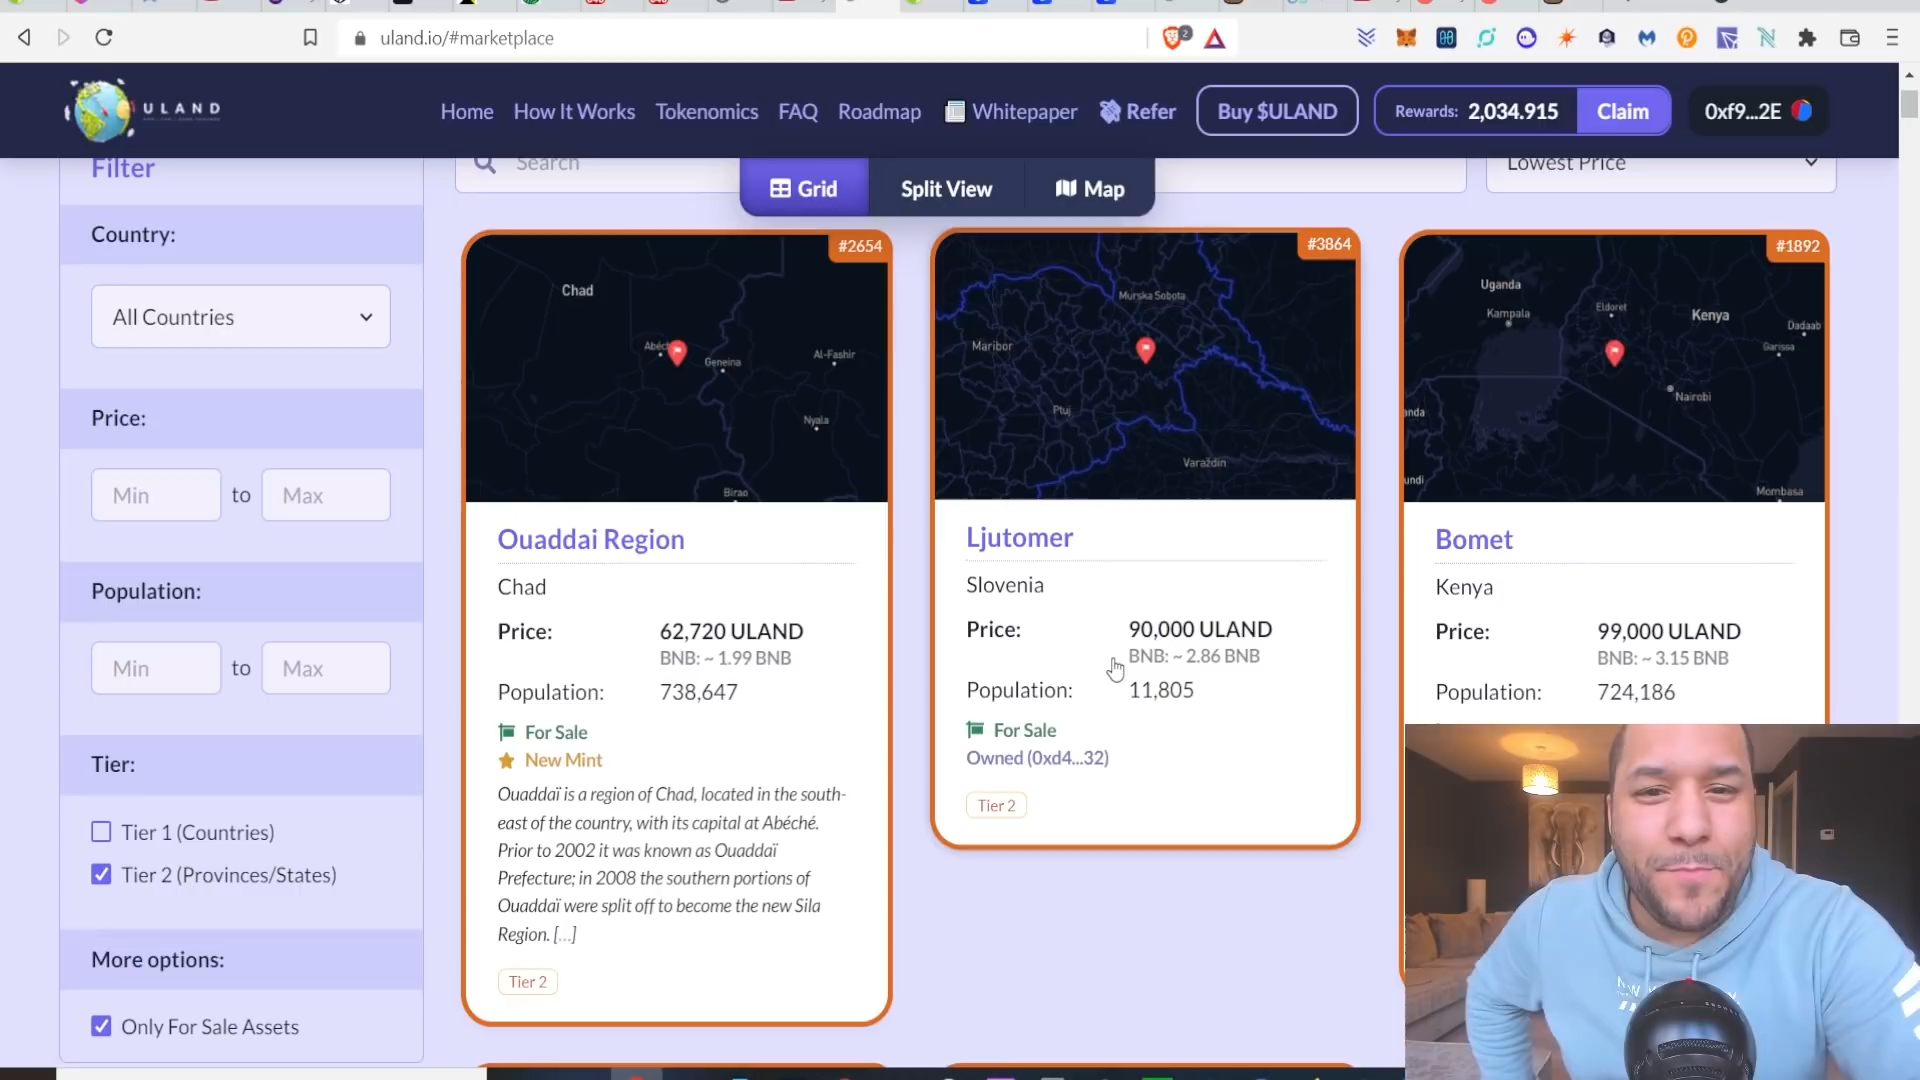 uland.io/#marketplace
2
ULAND
Home
How It Works
Tokenomics
FAQ
Roadmap
Whitepaper
Refer
Buy $ULAND
Rewards: 2,034.915
Claim
0xf9...2E
Search
Grid
Split View
Map
Lowest Price
Filter
Country:
All Countries
Price:
Min to Max
Population:
Min to Max
Tier:
Tier 1 (Countries)
Tier 2 (Provinces/States)
More options:
Only For Sale Assets
#2654
Chad
Geneina
Al-Fashir
Nyala
Birao
Ouaddai Region
Chad
Price: 62,720 ULAND
BNB: ~ 1.99 BNB
Population: 738,647
For Sale
New Mint
Ouaddaï is a region of Chad, located in the south-
east of the country, with its capital at Abéché.
Prior to 2002 it was known as Ouaddaï
Prefecture; in 2008 the southern portions of
Ouaddaï were split off to become the new Sila
Region. [...]
Tier 2
#3864
Murska Sobota
Maribor
Ptuj
Varaždin
Ljutomer
Slovenia
Price: 90,000 ULAND
BNB: ~ 2.86 BNB
Population: 11,805
For Sale
Owned (0xd4...32)
Tier 2
#1892
Uganda
Kampala
Eldoret
Kenya
Dadaab
Garissa
Nairobi
Mombasa
Bomet
Kenya
Price: 99,000 ULAND
BNB: ~ 3.15 BNB
Population: 724,186